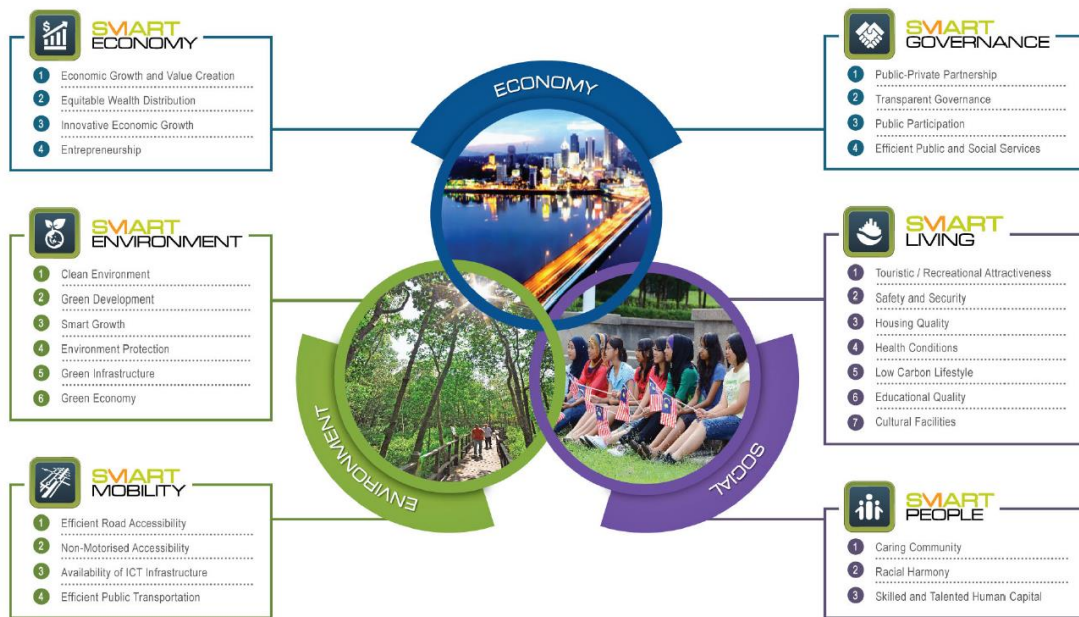 SMART
ECONOMY
1 Economic Growth and Value Creation
2 Equitable Wealth Distribution
3 Innovative Economic Growth
4 Entrepreneurship
SMART
ENVIRONMENT
1 Clean Environment
2 Green Development
3 Smart Growth
4 Environment Protection
5 Green Infrastructure
6 Green Economy
SMART
MOBILITY
1 Efficient Road Accessibility
2 Non-Motorised Accessibility
3 Availability of ICT Infrastructure
4 Efficient Public Transportation
ECONOMY
ENVIRONMENT
SOCIAL
SMART
GOVERNANCE
1 Public-Private Partnership
2 Transparent Governance
3 Public Participation
4 Efficient Public and Social Services
SMART
LIVING
1 Touristic / Recreational Attractiveness
2 Safety and Security
3 Housing Quality
4 Health Conditions
5 Low Carbon Lifestyle
6 Educational Quality
7 Cultural Facilities
SMART
PEOPLE
1 Caring Community
2 Racial Harmony
3 Skilled and Talented Human Capital